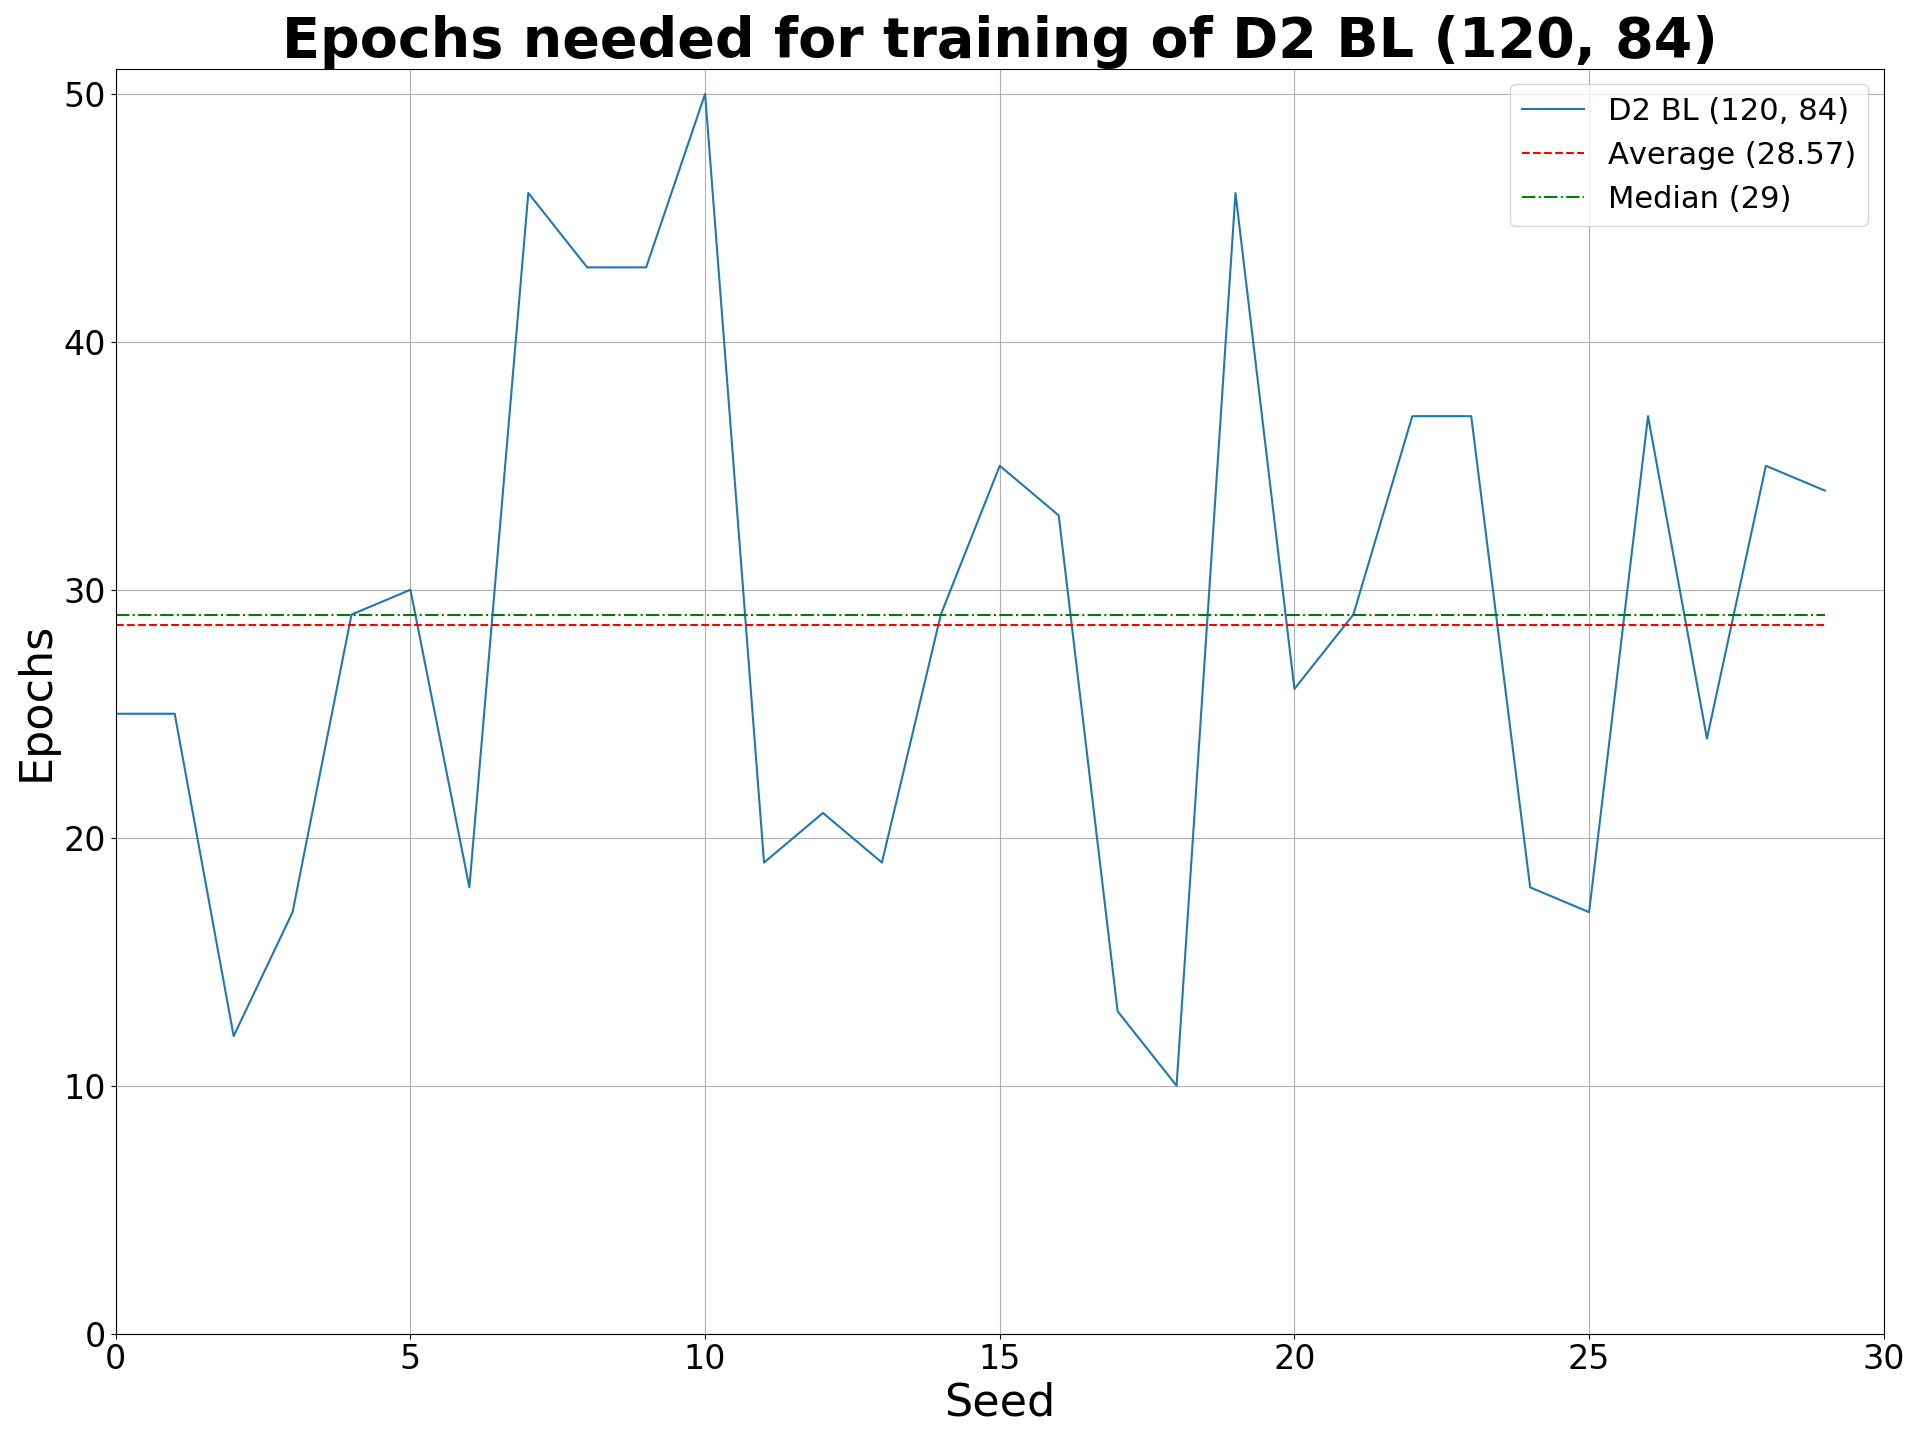 Epochs needed for training of D2 BL (120, 84)
D2 BL (120, 84)
Average (28.57)
Median (29)
50
40
30
20
10
0
Epochs
0 5 10 15 20 25 30
Seed